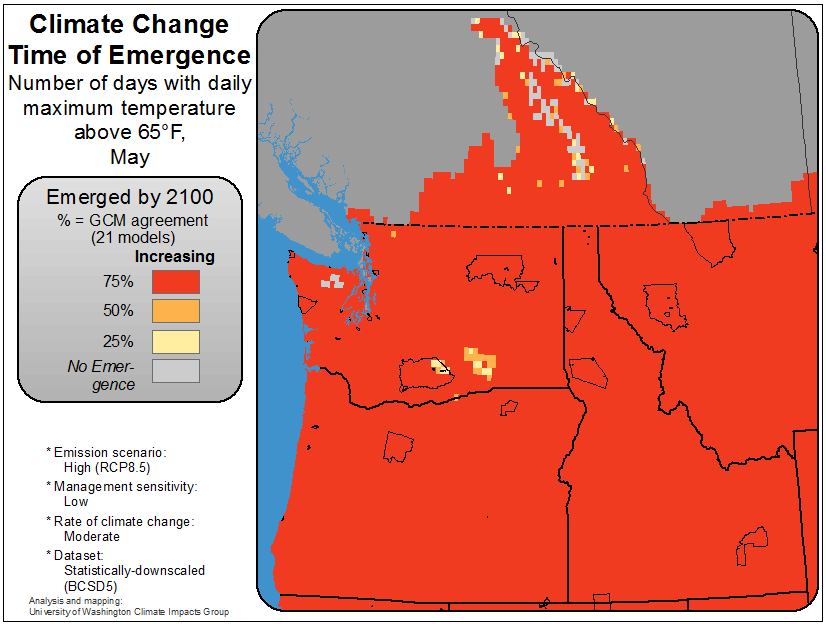 Climate Change
Time of Emergence
Number of days with daily
maximum temperature
above 65°F,
May
Emerged by 2100
% = GCM agreement
(21 models)
Increasing
75%
50%
25%
No Emer-
gence
* Emission scenario:
High (RCP8.5)
* Management sensitivity:
Low
* Rate of climate change:
Moderate
* Dataset:
Statistically-downscaled
(BCSD5)
Analysis and mapping:
University of Washington Climate Impacts Group